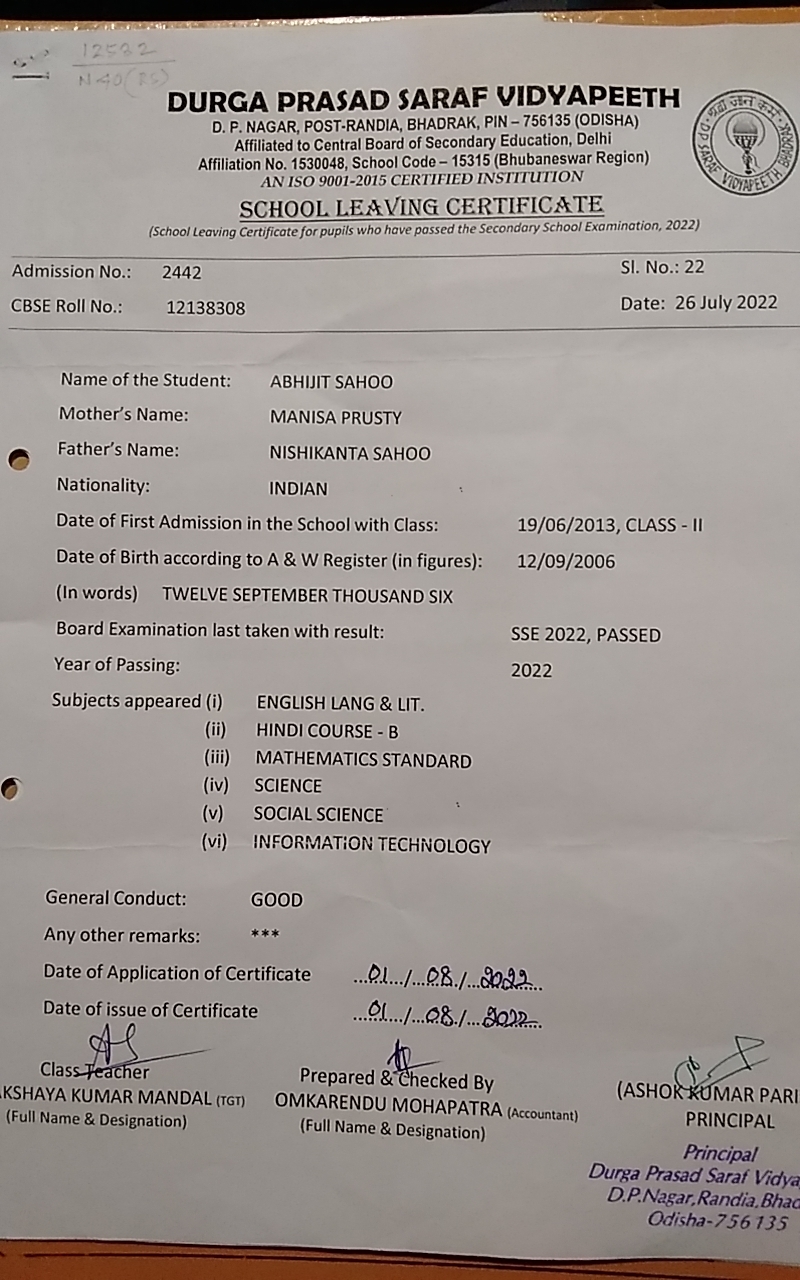 12532
N40(85)
DURGA PRASAD SARAF VIDYAPEETH
D. P. NAGAR, POST-RANDIA, BHADRAK, PIN – 756135 (ODISHA)
Affiliated to Central Board of Secondary Education, Delhi
Affiliation No. 1530048, School Code – 15315 (Bhubaneswar Region)
AN ISO 9001-2015 CERTIFIED INSTITUTION
SCHOOL LEAVING CERTIFICATE
(School Leaving Certificate for pupils who have passed the Secondary School Examination, 2022)
D.P. SARAF VIDYAPEETH BHADRAK
Admission No.: 2442 Sl. No.: 22
CBSE Roll No.: 12138308 Date: 26 July 2022
Name of the Student: ABHIJIT SAHOO
Mother's Name: MANISA PRUSTY
Father's Name: NISHIKANTA SAHOO
Nationality: INDIAN
Date of First Admission in the School with Class: 19/06/2013, CLASS - II
Date of Birth according to A & W Register (in figures): 12/09/2006
(In words) TWELVE SEPTEMBER THOUSAND SIX
Board Examination last taken with result: SSE 2022, PASSED
Year of Passing: 2022
Subjects appeared (i) ENGLISH LANG & LIT.
(ii) HINDI COURSE - B
(iii) MATHEMATICS STANDARD
(iv) SCIENCE
(v) SOCIAL SCIENCE
(vi) INFORMATION TECHNOLOGY
General Conduct: GOOD
Any other remarks: ***
Date of Application of Certificate ...01.../...08./...2022...
Date of issue of Certificate ...01.../...08./...2022...
Class Teacher Prepared & Checked By
KSHAYA KUMAR MANDAL (TGT) OMKARENDU MOHAPATRA (Accountant) (ASHOK KUMAR PARI
(Full Name & Designation) (Full Name & Designation) PRINCIPAL
Principal
Durga Prasad Saraf Vidya
D.P.Nagar,Randia,Bhad
Odisha-756135